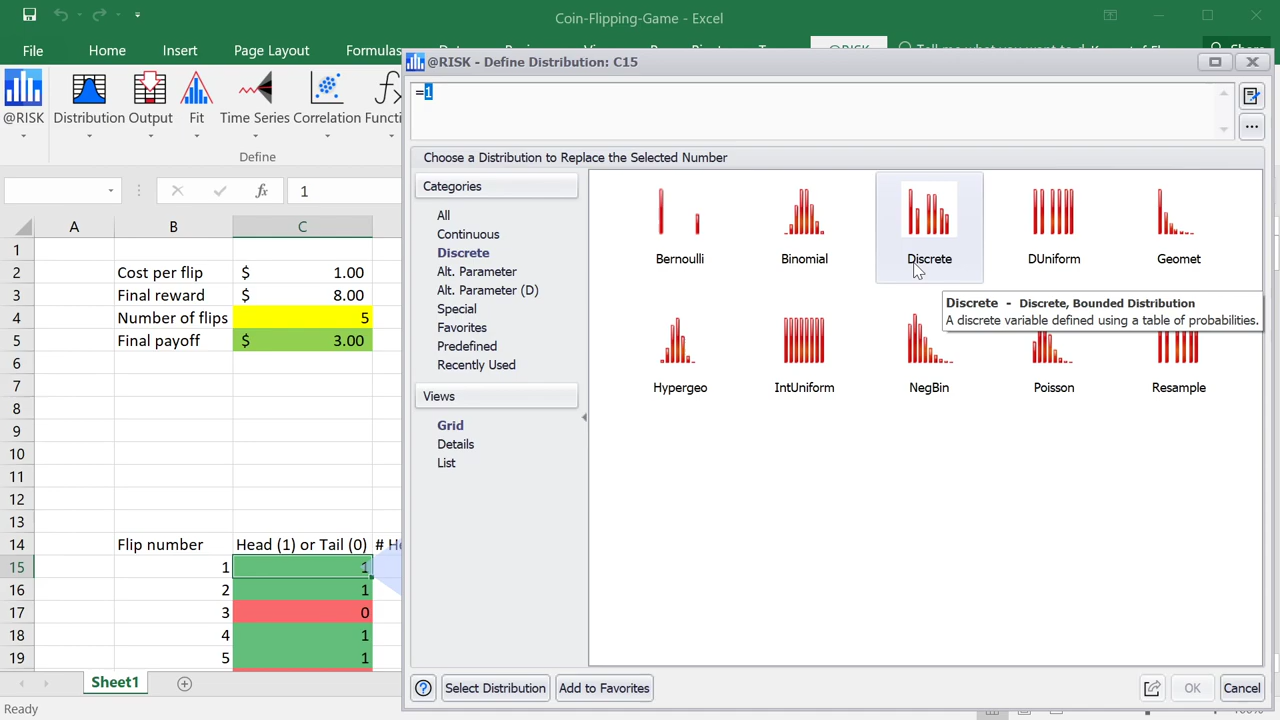 Coin-Flipping-Game - Excel
File Home Insert Page Layout Formulas
@RISK - Define Distribution: C15
@RISK Distribution Output Fit Time Series Correlation
Define
=1
1
Choose a Distribution to Replace the Selected Number
Categories
All
Continuous
Discrete
Alt. Parameter
Alt. Parameter (D)
Special
Favorites
Predefined
Recently Used
Views
Grid
Details
List
Bernoulli Binomial Discrete DUniform Geomet
Discrete - Discrete, Bounded Distribution
A discrete variable defined using a table of probabilities.
Hypergeo IntUniform NegBin Poisson Resample
A B C
1
2 Cost per flip $ 1.00
3 Final reward $ 8.00
4 Number of flips 5
5 Final payoff $ 3.00
6
7
8
9
10
11
12
13
14 Flip number Head (1) or Tail (0)
15 1 1
16 2 1
17 3 0
18 4 1
19 5 1
Sheet1
Select Distribution Add to Favorites OK Cancel
Ready